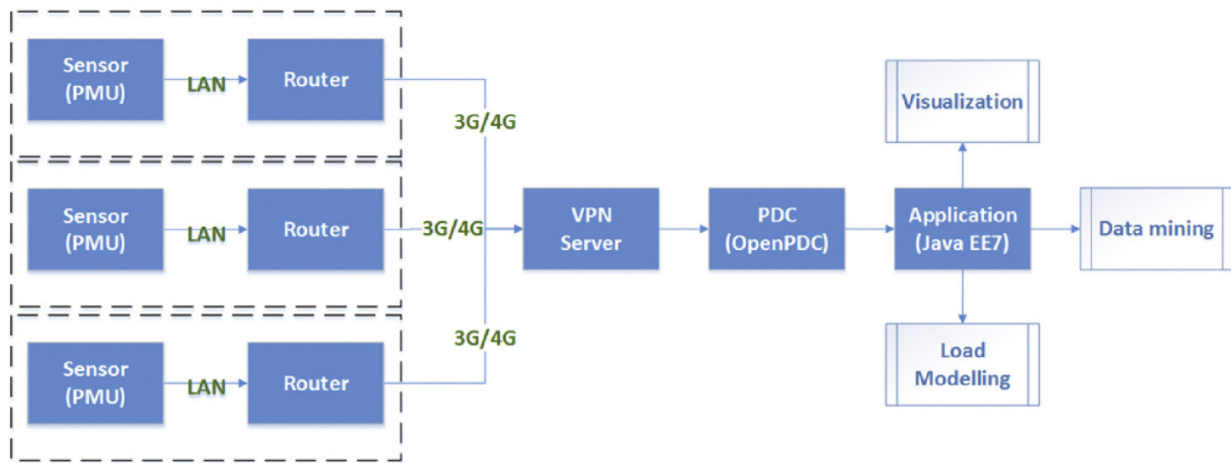 Sensor
(PMU)
LAN
Router
3G/4G
Sensor
(PMU)
LAN
Router
3G/4G
Sensor
(PMU)
LAN
Router
3G/4G
VPN
Server
PDC
(OpenPDC)
Application
(Java EE7)
Visualization
Data mining
Load
Modelling